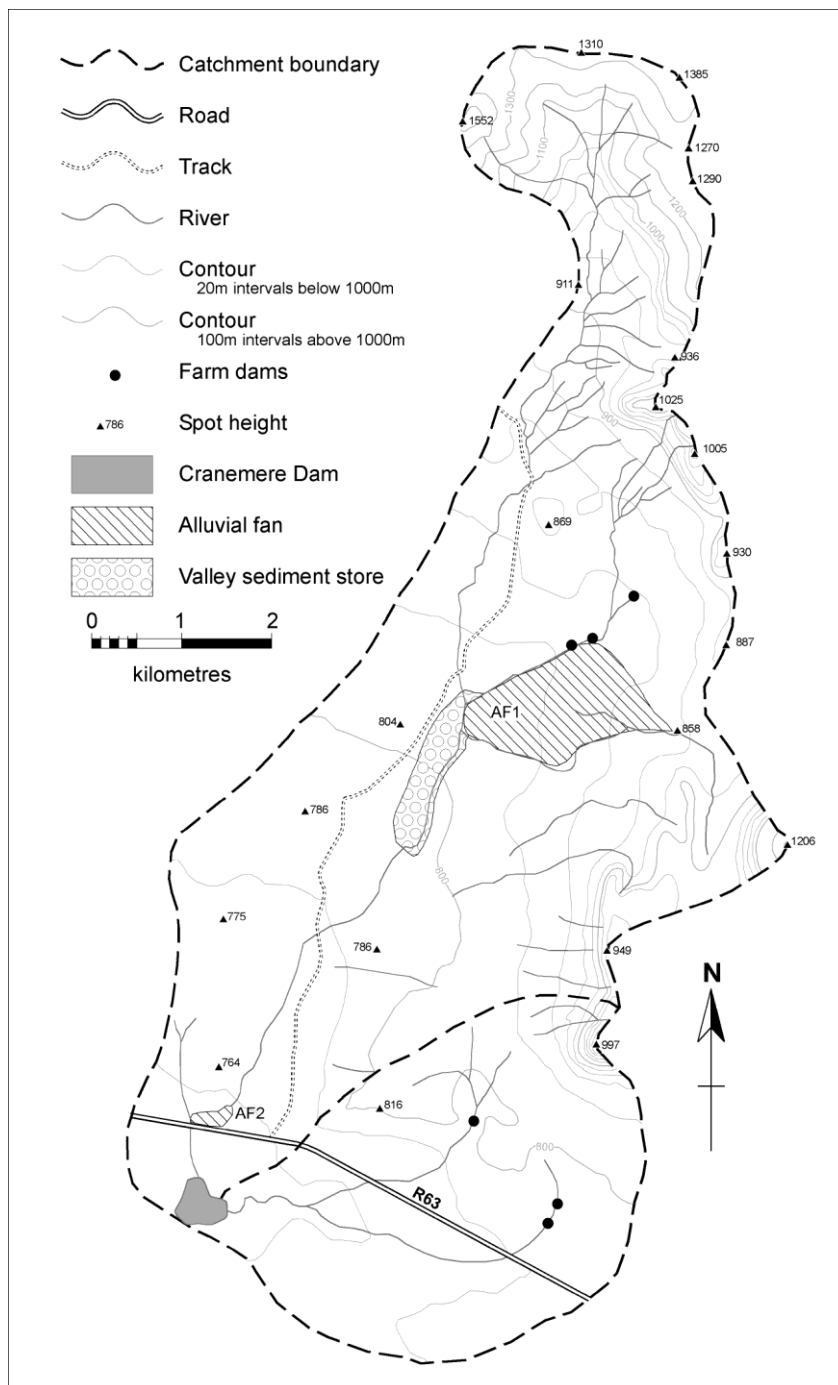 Catchment boundary
Road
Track
River
Contour
20m intervals below 1000m
Contour
100m intervals above 1000m
Farm dams
786
Spot height
Cranemere Dam
Alluvial fan
Valley sediment store
0
1
2
kilometres
1310
1385
1552
1300
1100
1270
1290
1200
1000
911
936
1025
900
1005
869
930
887
AF1
804
858
786
1206
800
775
786
949
N
997
764
816
AF2
800
R63